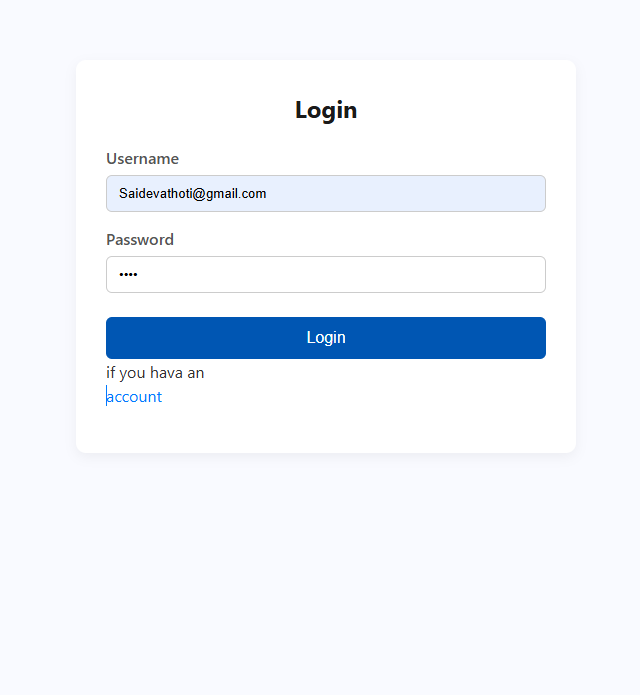 Login
Username
Saidevathoti@gmail.com
Password
••••
Login
if you hava an
account